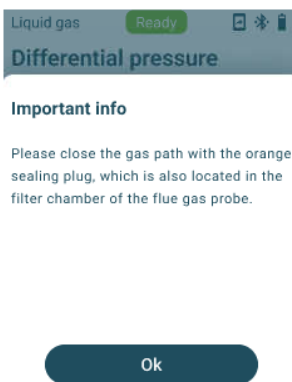 Liquid gas Ready
Differential pressure
Important info
Please close the gas path with the orange
sealing plug, which is also located in the
filter chamber of the flue gas probe.
Ok